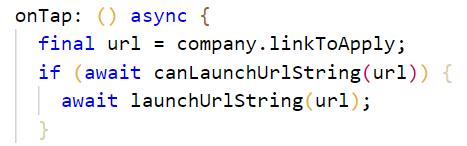 onTap: () async {
  final url = company.linkToApply;
  if (await canLaunchUrlString(url)) {
    await launchUrlString(url);
  }